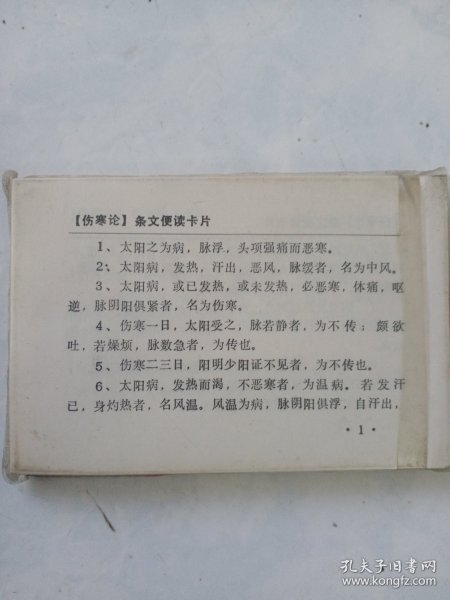 【伤寒论】条文便读卡片
1、太阳之为病，脉浮，头项强痛而恶寒。
2、太阳病，发热，汗出，恶风，脉缓者，名为中风。
3、太阳病，或已发热，或未发热，必恶寒，体痛，呕
逆，脉阴阳俱紧者，名为伤寒。
4、伤寒一日，太阳受之，脉若静者，为不传；颇欲
吐，若燥烦，脉数急者，为传也。
5、伤寒二三日，阳明少阳证不见者，为不传也。
6、太阳病，发热而渴，不恶寒者，为温病。若发汗
已，身灼热者，名风温。风温为病，脉阴阳俱浮，自汗出，
·1·
孔夫子旧书网
www.kongfz.com